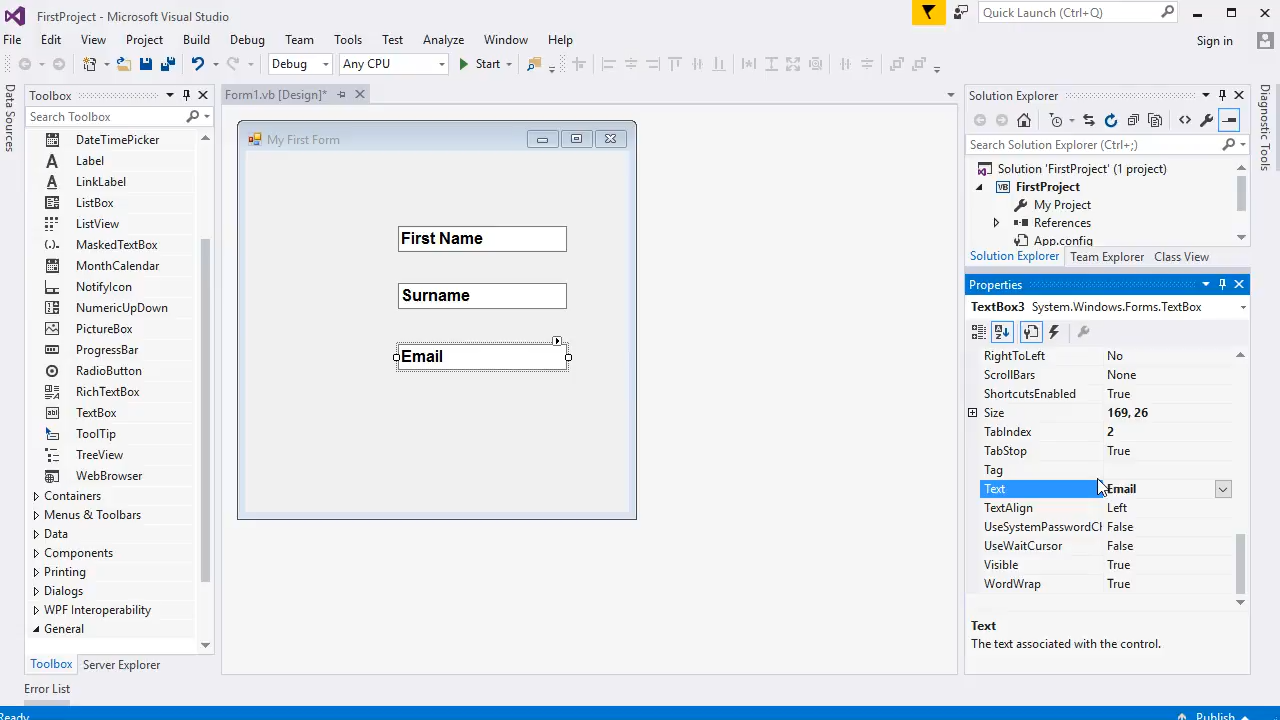 FirstProject - Microsoft Visual Studio
Quick Launch (Ctrl+Q)
File Edit View Project Build Debug Team Tools Test Analyze Window Help
Sign in
Debug Any CPU Start
Data Sources
Toolbox
Search Toolbox
DateTimePicker
Label
LinkLabel
ListBox
ListView
MaskedTextBox
MonthCalendar
NotifyIcon
NumericUpDown
PictureBox
ProgressBar
RadioButton
RichTextBox
TextBox
ToolTip
TreeView
WebBrowser
Containers
Menus & Toolbars
Data
Components
Printing
Dialogs
WPF Interoperability
General
Toolbox Server Explorer
Error List
Form1.vb [Design]*
My First Form
First Name
Surname
Email
Solution Explorer
Search Solution Explorer (Ctrl+;)
Solution 'FirstProject' (1 project)
VB FirstProject
My Project
References
App.config
Solution Explorer Team Explorer Class View
Properties
TextBox3 System.Windows.Forms.TextBox
RightToLeft No
ScrollBars None
ShortcutsEnabled True
Size 169, 26
TabIndex 2
TabStop True
Tag
Text Email
TextAlign Left
UseSystemPasswordCh False
UseWaitCursor False
Visible True
WordWrap True
Text
The text associated with the control.
Diagnostic Tools
Ready
Publish